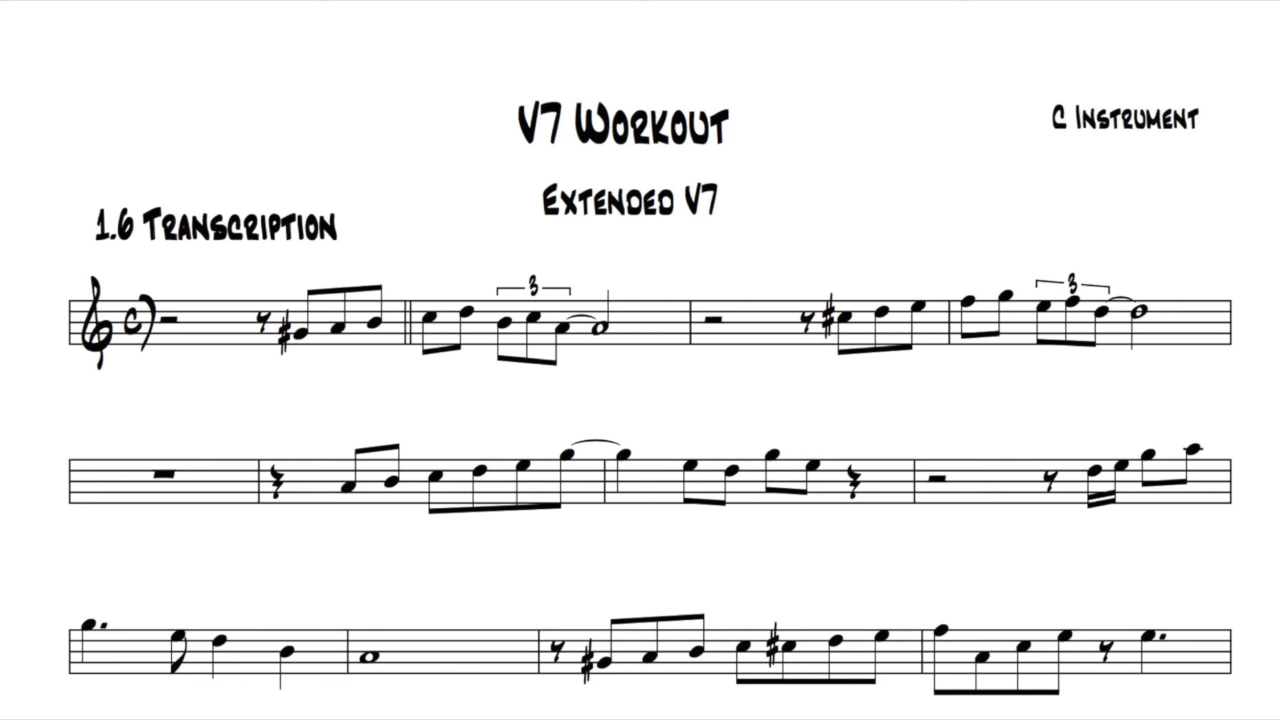 V7 Workout
C Instrument
Extended V7
1.6 Transcription
3
3